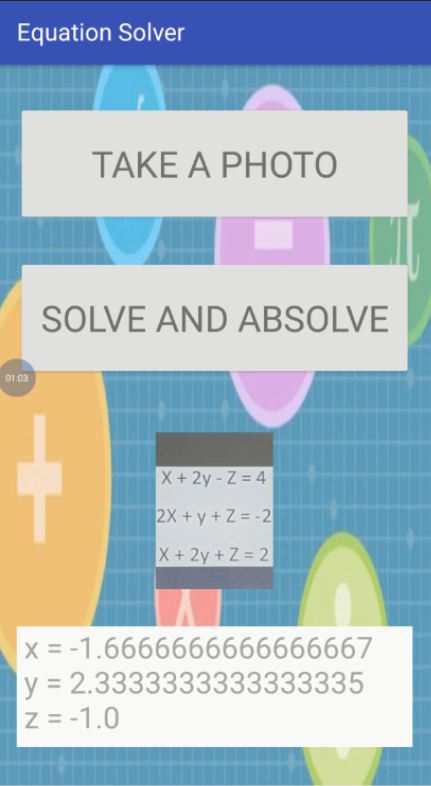 Equation Solver
TAKE A PHOTO
SOLVE AND ABSOLVE
01:03
X + 2y - Z = 4
2X + y + Z = -2
X + 2y + Z = 2
x = -1.6666666666666667
y = 2.3333333333333335
z = -1.0